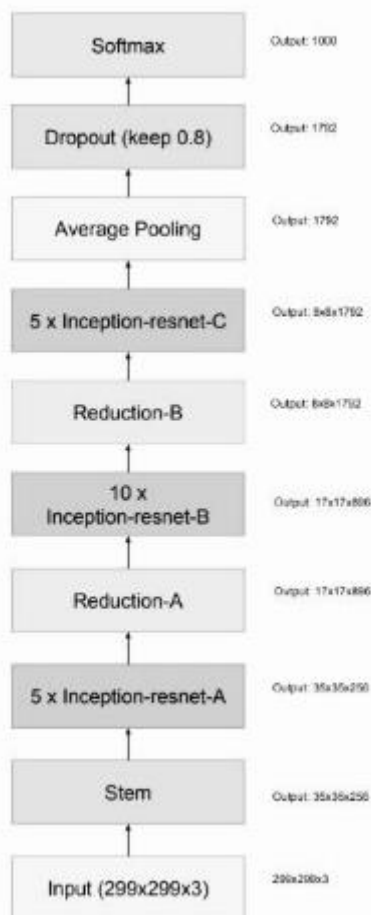 Softmax
Output: 1000
Dropout (keep 0.8)
Output: 1792
Average Pooling
Output: 1792
5 x Inception-resnet-C
Output: 8x8x1792
Reduction-B
Output: 8x8x1792
10 x
Inception-resnet-B
Output: 17x17x896
Reduction-A
Output: 17x17x896
5 x Inception-resnet-A
Output: 35x35x256
Stem
Output: 35x35x256
Input (299x299x3)
299x299x3